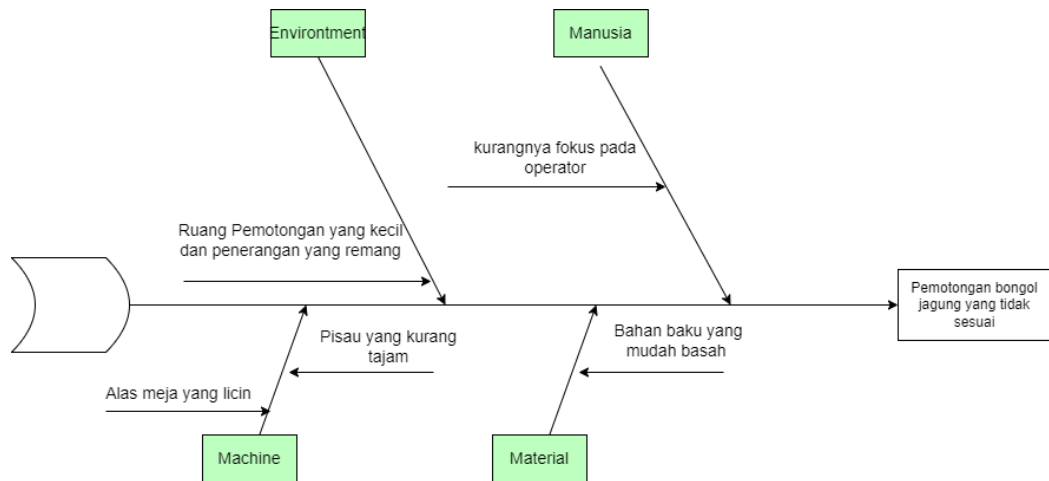 Environtment
Manusia
kurangnya fokus pada
operator
Ruang Pemotongan yang kecil
dan penerangan yang remang
Pemotongan bongol
jagung yang tidak
sesuai
Pisau yang kurang
tajam
Bahan baku yang
mudah basah
Alas meja yang licin
Machine
Material